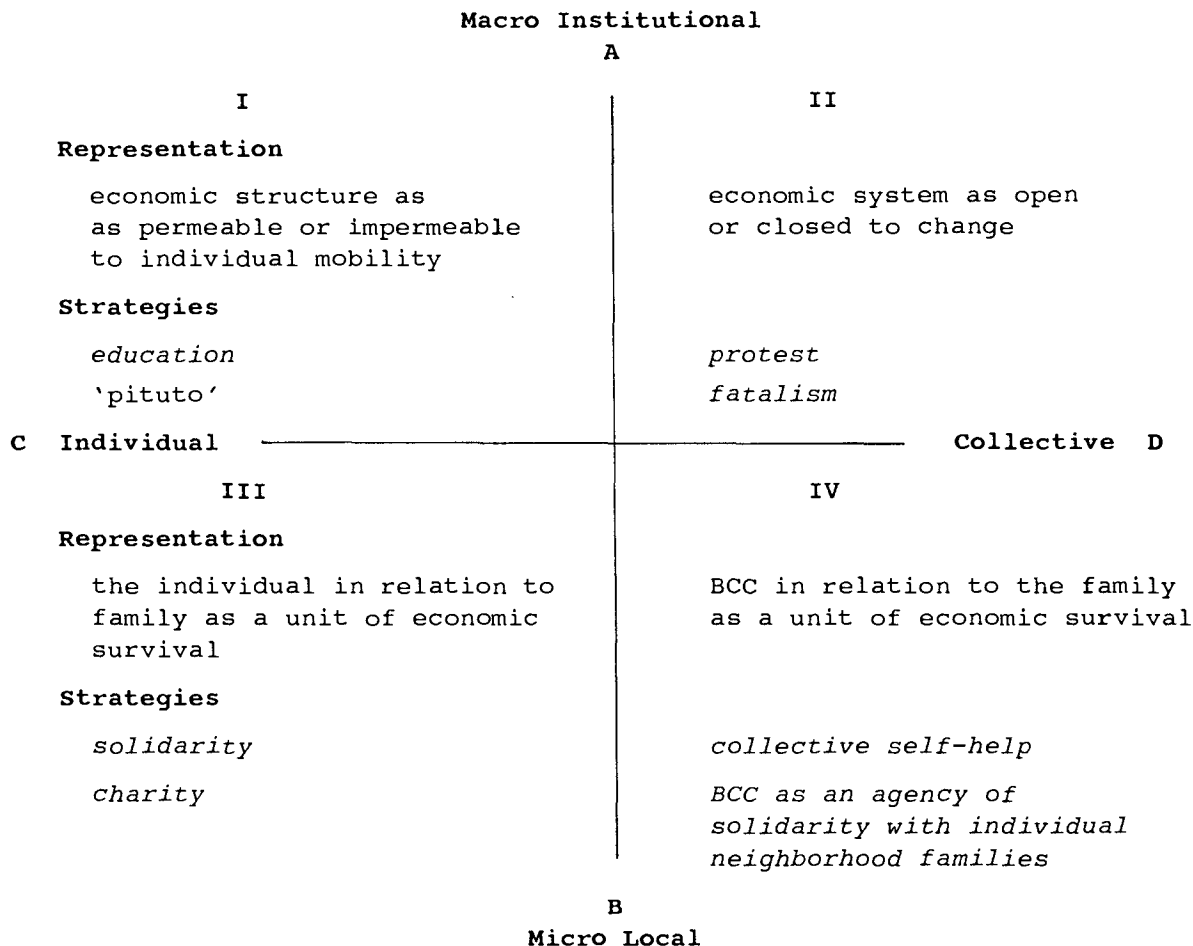 Macro Institutional
A
I
II
Representation
economic structure as
as permeable or impermeable
to individual mobility
economic system as open
or closed to change
Strategies
education
'pituto'
protest
fatalism
C Individual
Collective D
III
IV
Representation
the individual in relation to
family as a unit of economic
survival
BCC in relation to the family
as a unit of economic survival
Strategies
solidarity
charity
collective self-help
BCC as an agency of
solidarity with individual
neighborhood families
B
Micro Local